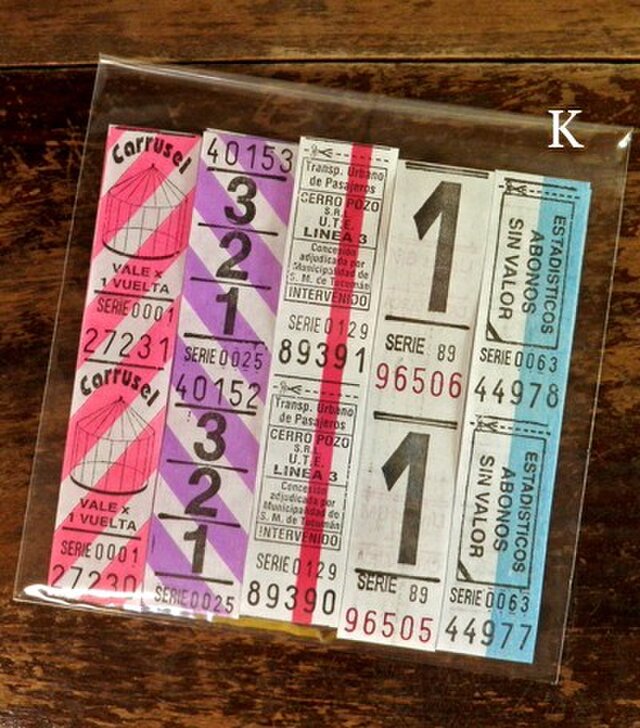 K
Carrusel
VALE x
1 VUELTA
SERIE 0001
27231
Carrusel
VALE x
1 VUELTA
SERIE 0001
27230
40153
3
2
1
SERIE 0025
40152
3
2
1
SERIE 0025
Transp. Urbano
de Pasajeros
CERRO POZO
S.R.L.
U.T.E.
LINEA 3
Concesión
adjudicada por
Municipalidad de
S. M. de Tucumán
INTERVENIDO
SERIE 0129
89391
Transp. Urbano
de Pasajeros
CERRO POZO
S.R.L.
U.T.E.
LINEA 3
Concesión
adjudicada por
Municipalidad de
S. M. de Tucumán
INTERVENIDO
SERIE 0129
89390
1
SERIE 89
96506
1
SERIE 89
96505
ESTADISTICOS
ABONOS
SIN VALOR
SERIE 0063
44978
ESTADISTICOS
ABONOS
SIN VALOR
SERIE 0063
44977